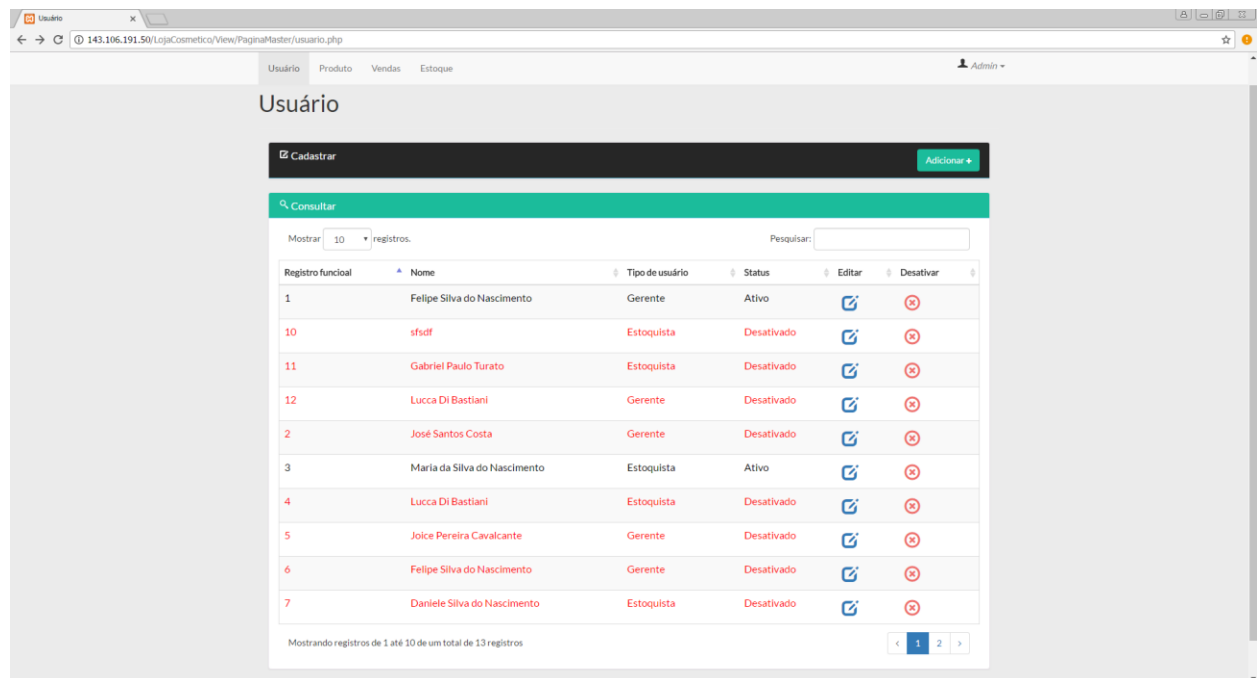 Usuário
143.106.191.50/LojaCosmetico/View/PaginaMaster/usuario.php
Usuário Produto Vendas Estoque Admin
Usuário
Cadastrar Adicionar +
Consultar
Mostrar 10 registros. Pesquisar:
Registro funcioal Nome Tipo de usuário Status Editar Desativar
1 Felipe Silva do Nascimento Gerente Ativo
10 sfsdf Estoquista Desativado
11 Gabriel Paulo Turato Estoquista Desativado
12 Lucca Di Bastiani Gerente Desativado
2 José Santos Costa Gerente Desativado
3 Maria da Silva do Nascimento Estoquista Ativo
4 Lucca Di Bastiani Estoquista Desativado
5 Joice Pereira Cavalcante Gerente Desativado
6 Felipe Silva do Nascimento Gerente Desativado
7 Daniele Silva do Nascimento Estoquista Desativado
Mostrando registros de 1 até 10 de um total de 13 registros < 1 2 >